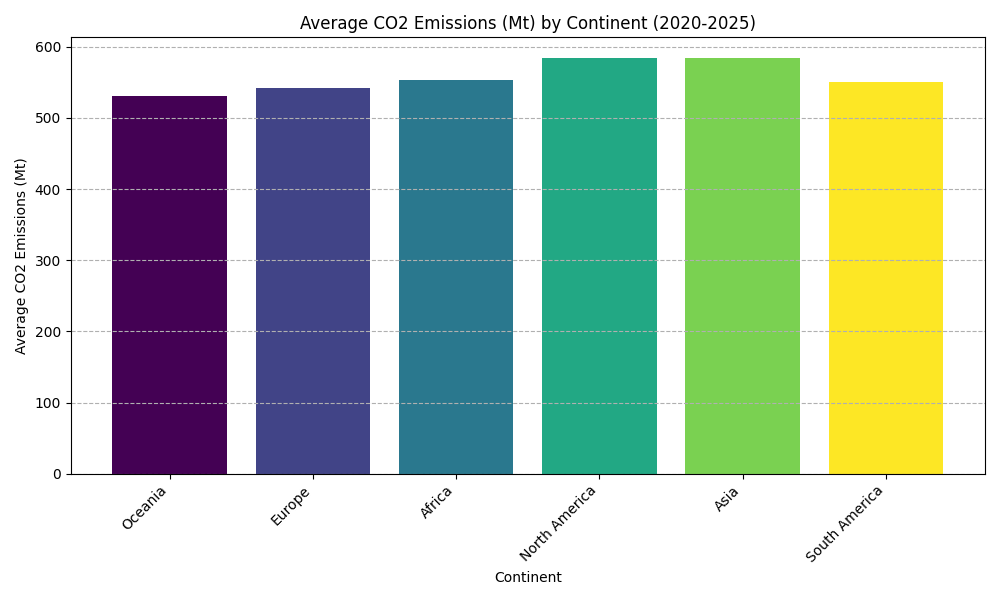 Average CO2 Emissions (Mt) by Continent (2020-2025)
Average CO2 Emissions (Mt)
600
500
400
300
200
100
0
Oceania
Europe
Africa
North America
Asia
South America
Continent